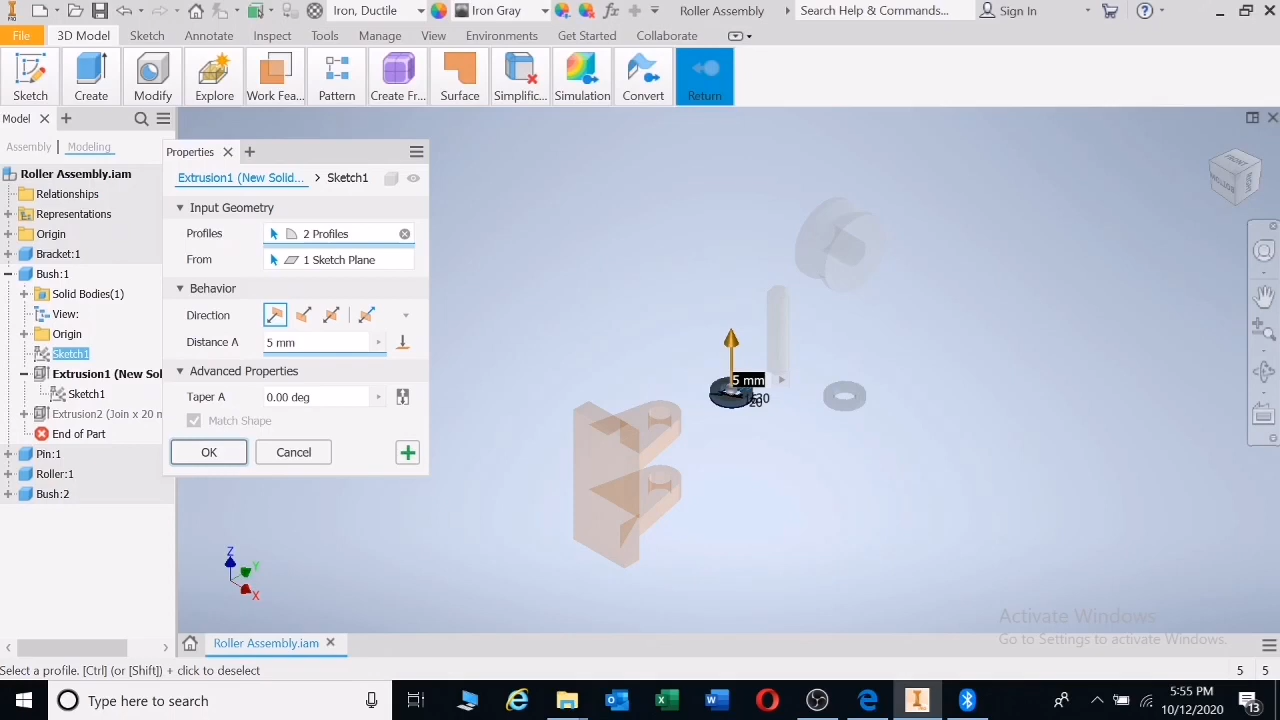 PRO
Iron, Ductile
Iron Gray
Roller Assembly
Search Help & Commands...
Sign In
File
3D Model
Sketch
Annotate
Inspect
Tools
Manage
View
Environments
Get Started
Collaborate
Sketch
Create
Modify
Explore
Work Fea...
Pattern
Create Fr...
Surface
Simplific...
Simulation
Convert
Return
Model
Assembly
Modeling
Roller Assembly.iam
Relationships
Representations
Origin
Bracket:1
Bush:1
Solid Bodies(1)
View:
Origin
Sketch1
Extrusion1 (New Sol
Sketch1
Extrusion2 (Join x 20 m
End of Part
Pin:1
Roller:1
Bush:2
Properties
Extrusion1 (New Solid...
> Sketch1
Input Geometry
Profiles
2 Profiles
From
1 Sketch Plane
Behavior
Direction
Distance A
5 mm
Advanced Properties
Taper A
0.00 deg
Match Shape
OK
Cancel
5 mm
FRONT
BOTTOM
Z
Y
X
Activate Windows
Go to Settings to activate Windows.
Roller Assembly.iam
Select a profile. [Ctrl] (or [Shift]) + click to deselect
5
5
Type here to search
5:55 PM
10/12/2020
13